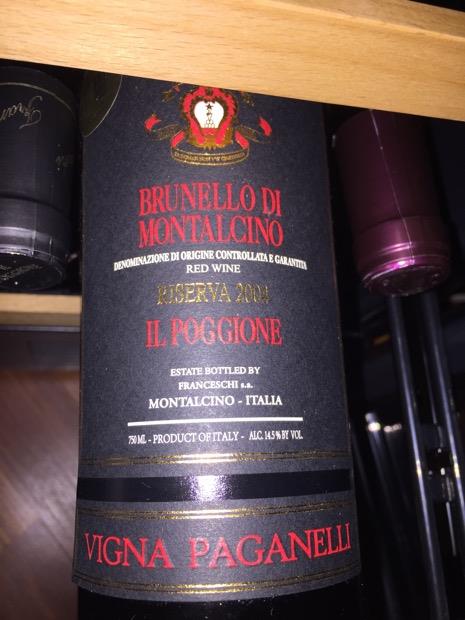 BRUNELLO DI
MONTALCINO
DENOMINAZIONE DI ORIGINE CONTROLLATA E GARANTITA
RED WINE
RISERVA 2004
IL POGGIONE
ESTATE BOTTLED BY
FRANCESCHI s.a.
MONTALCINO - ITALIA
750 ML - PRODUCT OF ITALY - ALC. 14.5% BY VOL.
VIGNA PAGANELLI